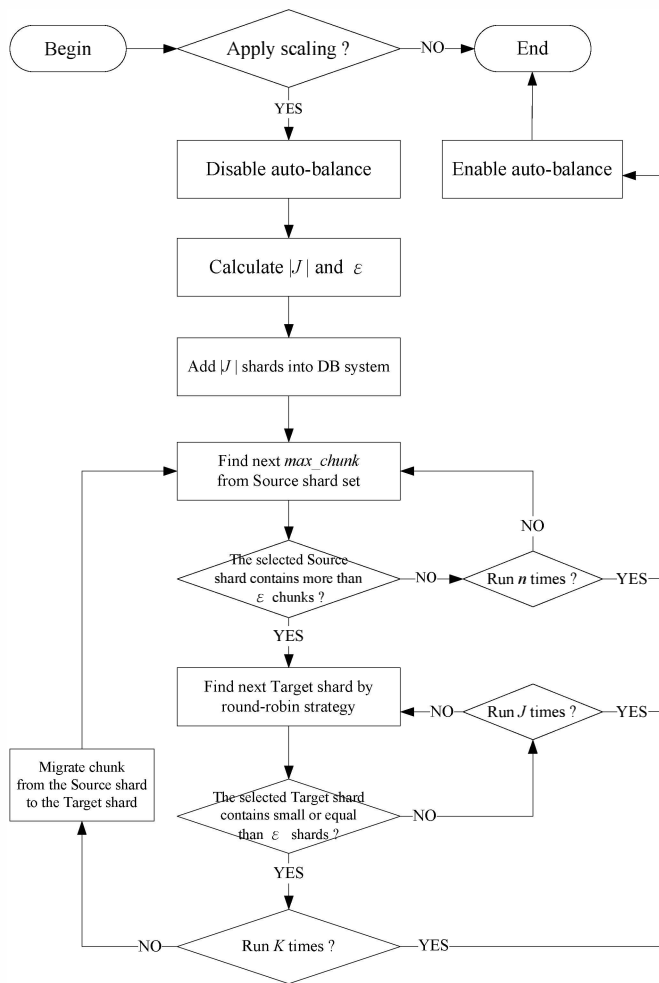 Begin
Apply scaling ?
NO
End
YES
Disable auto-balance
Enable auto-balance
Calculate |J| and ε
Add |J| shards into DB system
Find next max_chunk
from Source shard set
NO
The selected Source
shard contains more than
ε chunks ?
NO
Run n times ?
YES
YES
Find next Target shard by
round-robin strategy
NO
Run J times ?
YES
Migrate chunk
from the Source shard
to the Target shard
The selected Target shard
contains small or equal
than ε shards ?
NO
YES
NO
Run K times ?
YES